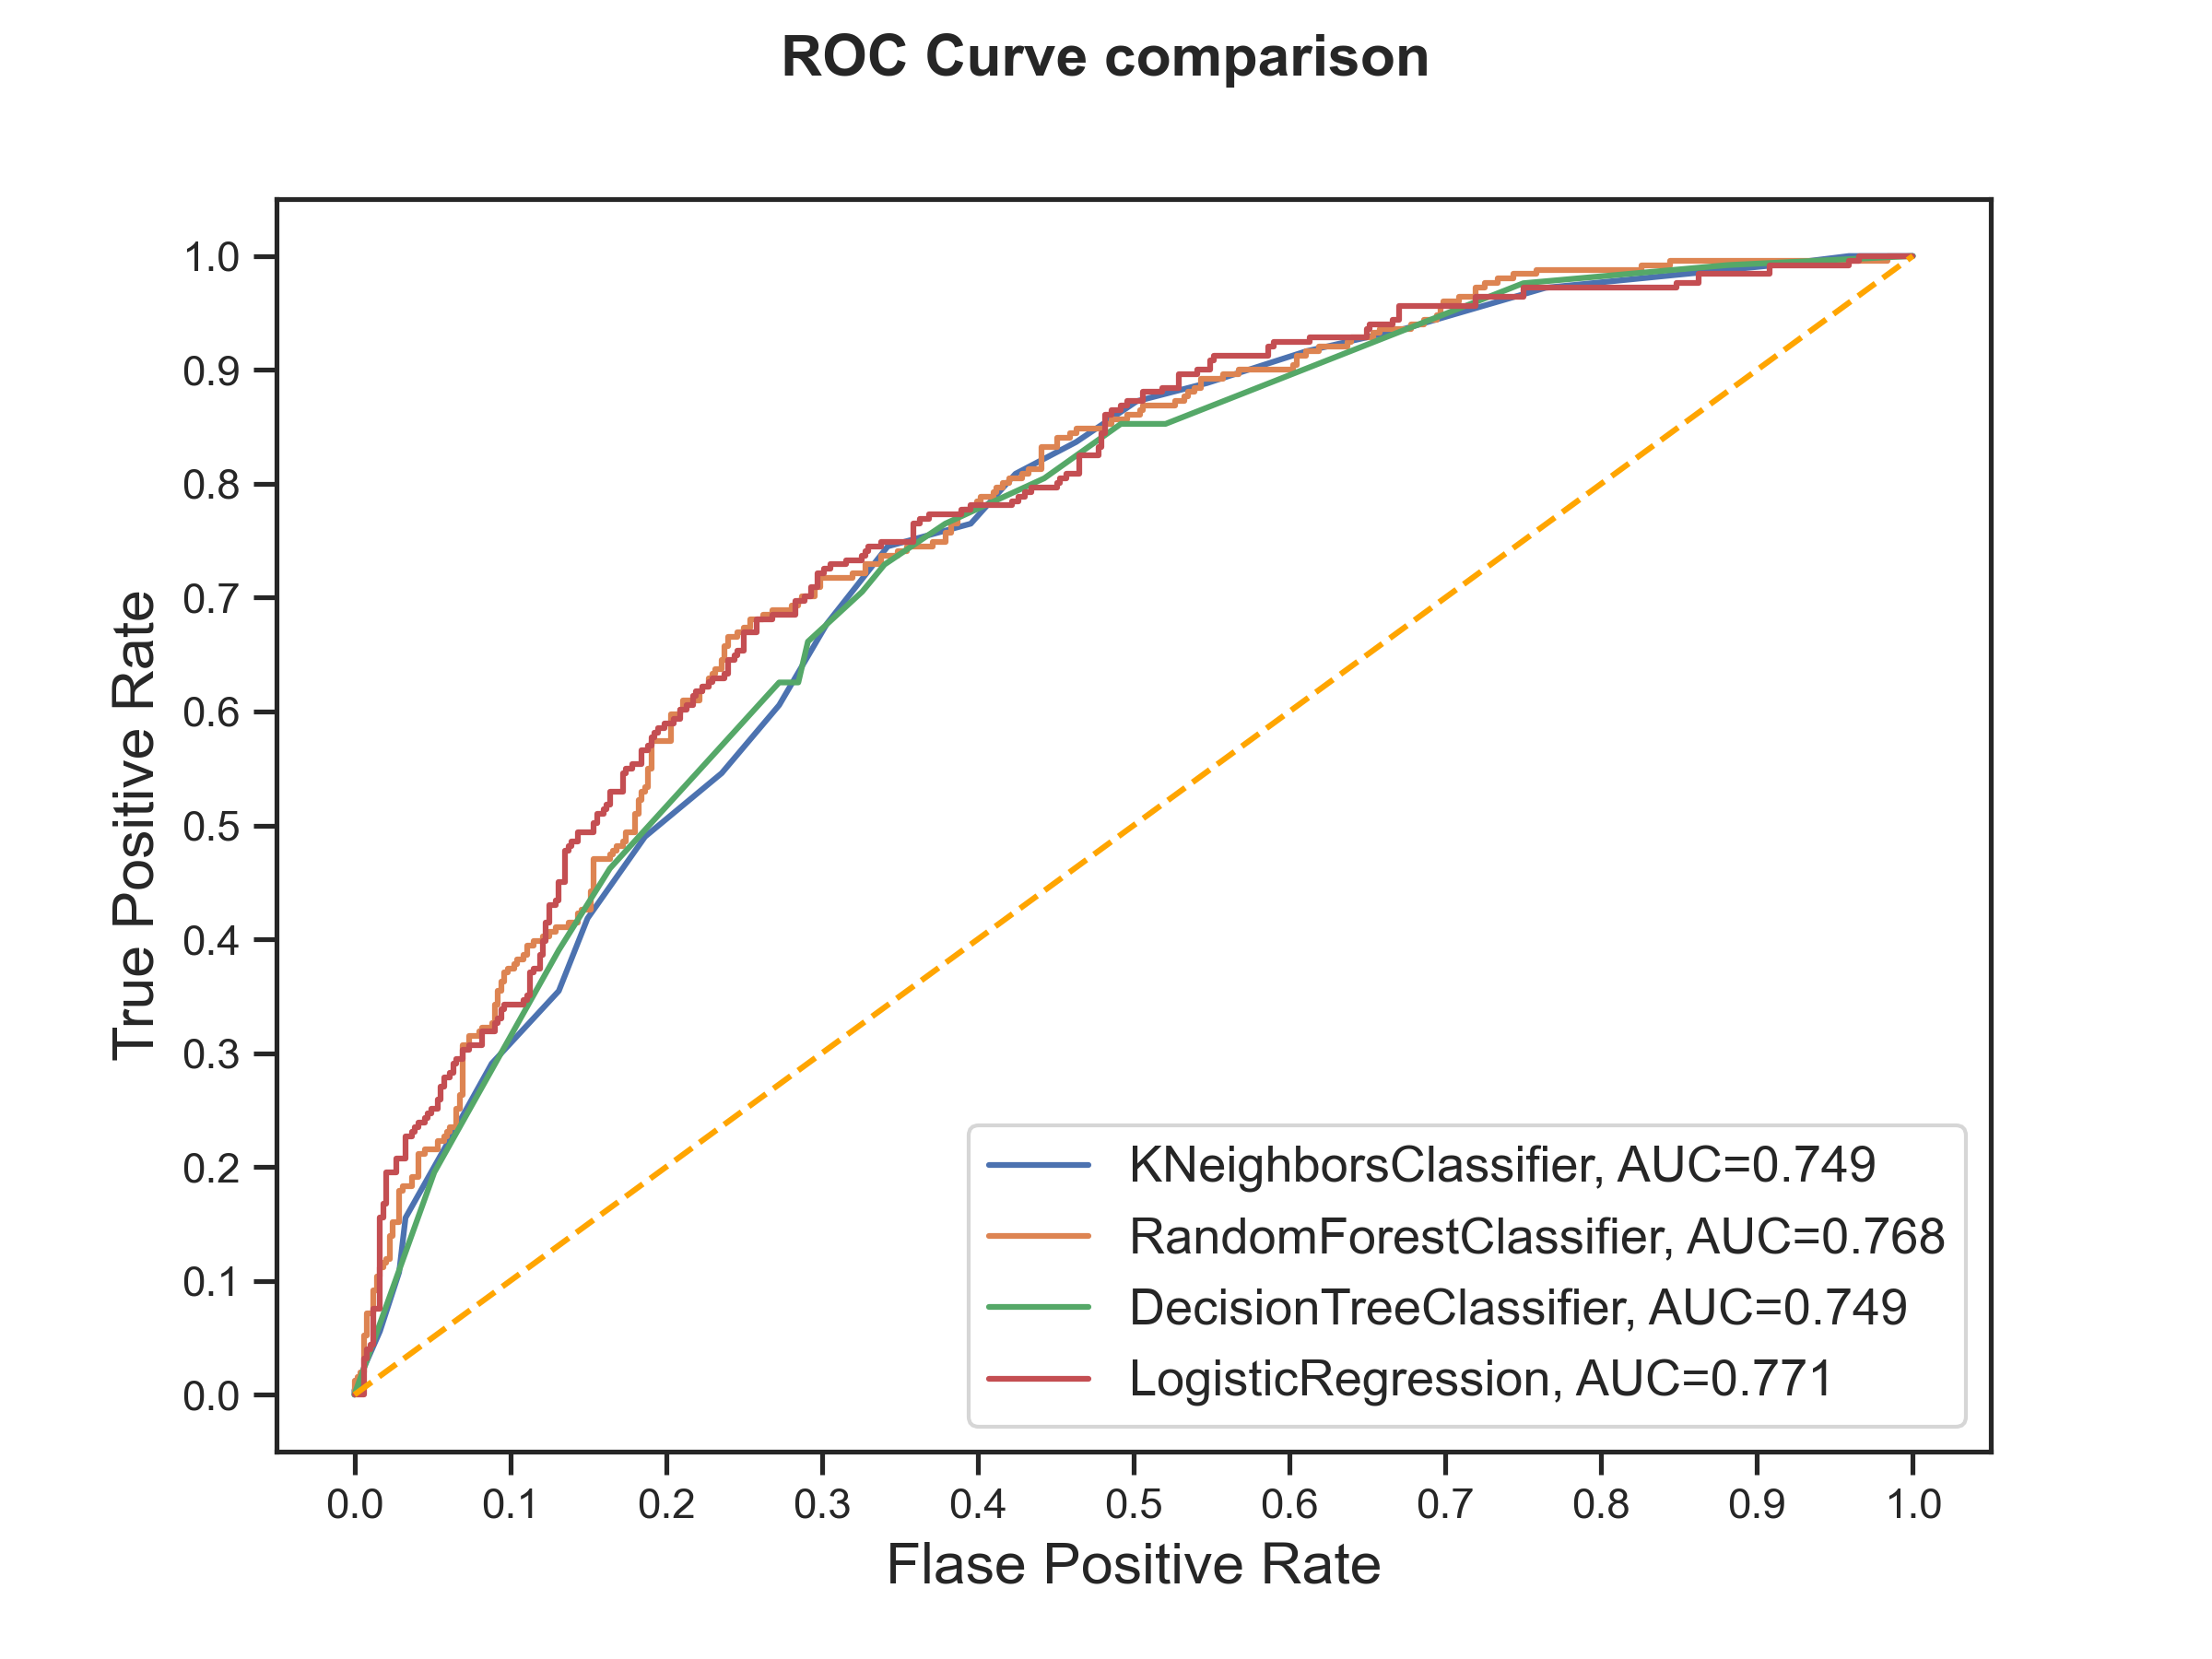 ROC Curve comparison
True Positive Rate
1.0
0.9
0.8
0.7
0.6
0.5
0.4
0.3
0.2
0.1
0.0
KNeighborsClassifier, AUC=0.749
RandomForestClassifier, AUC=0.768
DecisionTreeClassifier, AUC=0.749
LogisticRegression, AUC=0.771
0.0 0.1 0.2 0.3 0.4 0.5 0.6 0.7 0.8 0.9 1.0
Flase Positive Rate